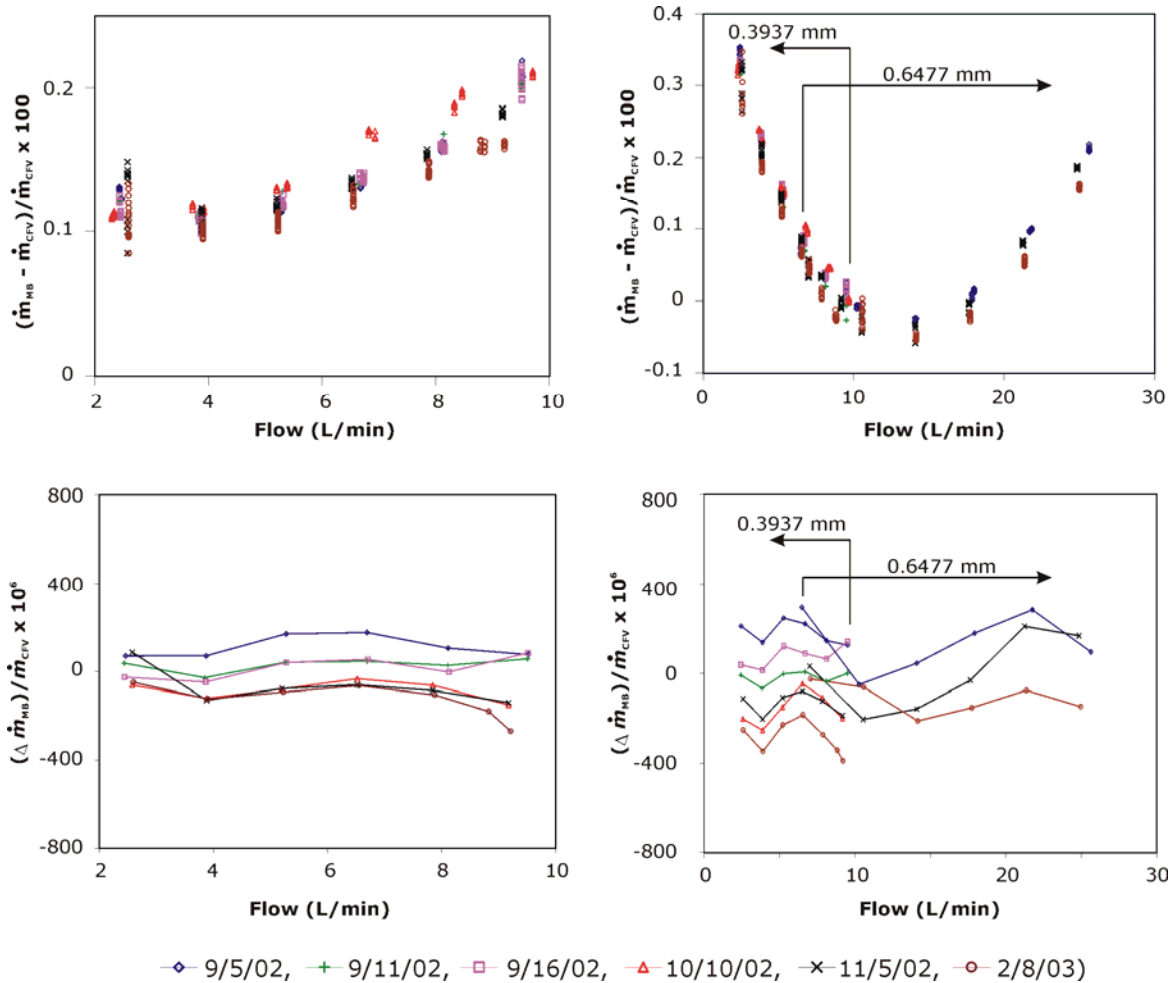 (ṁMB - ṁCFV)/ṁCFV x 100
0.2
0.1
0
2 4 6 8 10
Flow (L/min)
(ṁMB - ṁCFV)/ṁCFV x 100
0.4
0.3
0.2
0.1
0
-0.1
0.3937 mm
0.6477 mm
0 10 20 30
Flow (L/min)
(Δ ṁMB)/ṁCFV x 10⁶
800
400
0
-400
-800
2 4 6 8 10
Flow (L/min)
(Δ ṁMB)/ṁCFV x 10⁶
800
400
0
-400
-800
0.3937 mm
0.6477 mm
0 10 20 30
Flow (L/min)
9/5/02, 9/11/02, 9/16/02, 10/10/02, 11/5/02, 2/8/03)